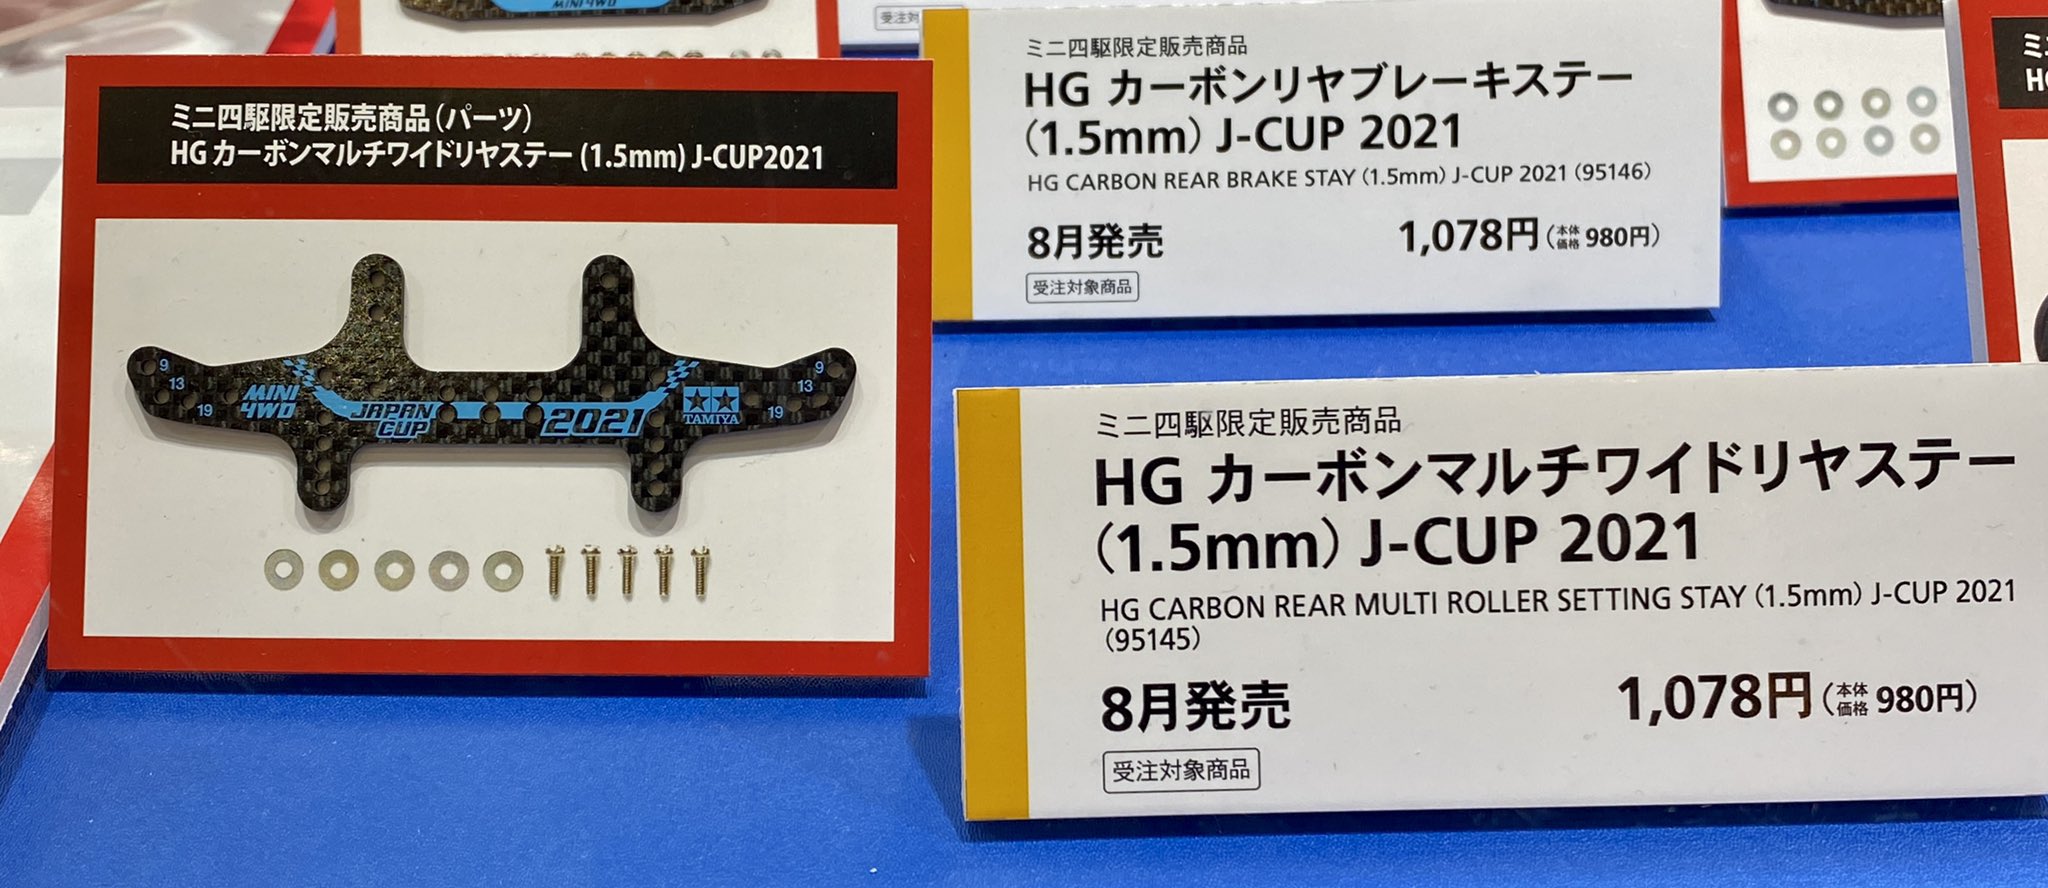 MINI 4WD
ミニ四駆限定販売商品(パーツ)
HG カーボンマルチワイドリヤステー (1.5mm) J-CUP2021
9
13
19
MINI
4WD
JAPAN
CUP
2021
TAMIYA
9
13
19
受注対
ミニ四駆限定販売商品
HG カーボンリヤブレーキステー
(1.5mm) J-CUP 2021
HG CARBON REAR BRAKE STAY (1.5mm) J-CUP 2021 (95146)
8月発売
1,078円(本体価格 980円)
受注対象商品
ミニ四駆限定販売商品
HG カーボンマルチワイドリヤステー
(1.5mm) J-CUP 2021
HG CARBON REAR MULTI ROLLER SETTING STAY (1.5mm) J-CUP 2021
(95145)
8月発売
1,078円(本体価格 980円)
受注対象商品
ミニ
HG